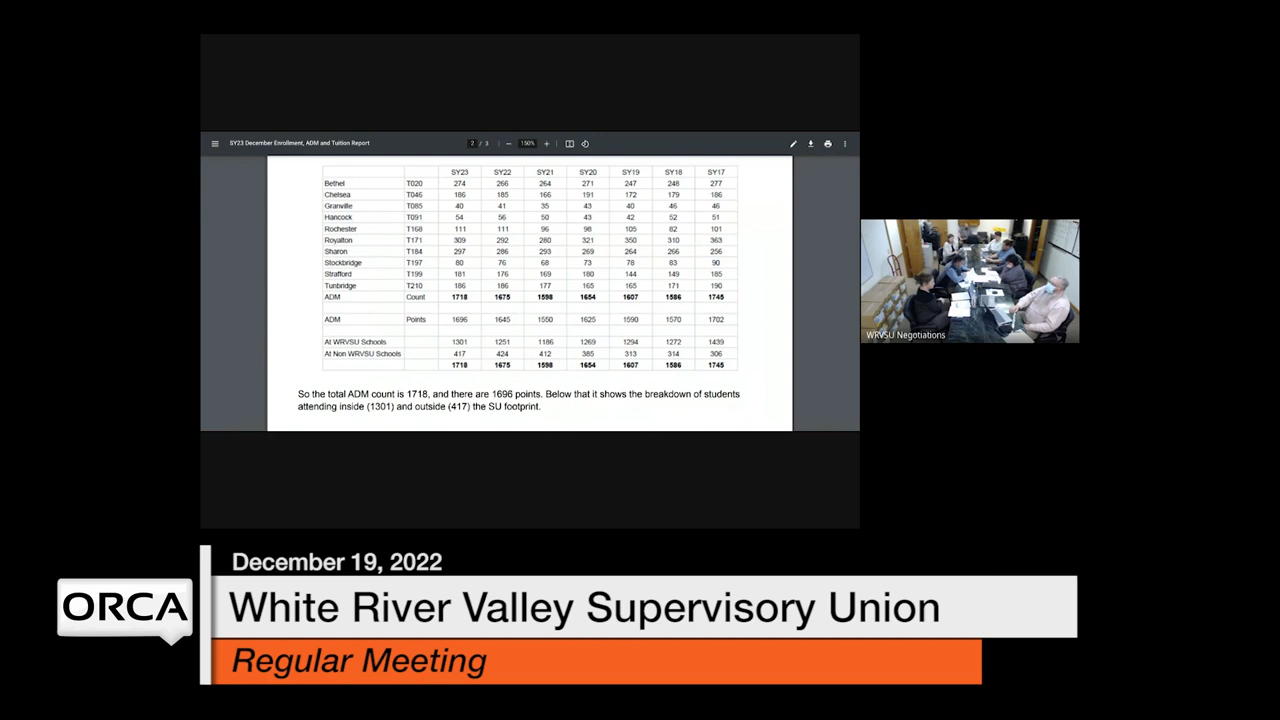 SY23 December Enrollment, ADM and Tuition Report 2 / 3 150%
SY23 SY22 SY21 SY20 SY19 SY18 SY17
Bethel T020 274 266 264 271 247 248 277
Chelsea T046 186 185 166 191 172 179 186
Granville T085 40 41 35 43 40 46 46
Hancock T091 54 56 50 43 42 52 51
Rochester T168 111 111 96 98 105 82 101
Royalton T171 309 292 280 321 350 310 363
Sharon T184 297 286 293 269 264 266 256
Stockbridge T197 80 76 68 73 78 83 90
Strafford T199 181 176 169 180 144 149 185
Tunbridge T210 186 186 177 165 165 171 190
ADM Count 1718 1675 1598 1654 1607 1586 1745
ADM Points 1696 1645 1550 1625 1590 1570 1702
At WRVSU Schools 1301 1251 1186 1269 1294 1272 1439
At Non WRVSU Schools 417 424 412 385 313 314 306
1718 1675 1598 1654 1607 1586 1745
So the total ADM count is 1718, and there are 1696 points. Below that it shows the breakdown of students
attending inside (1301) and outside (417) the SU footprint.
WRVSU Negotiations
December 19, 2022
ORCA
White River Valley Supervisory Union
Regular Meeting